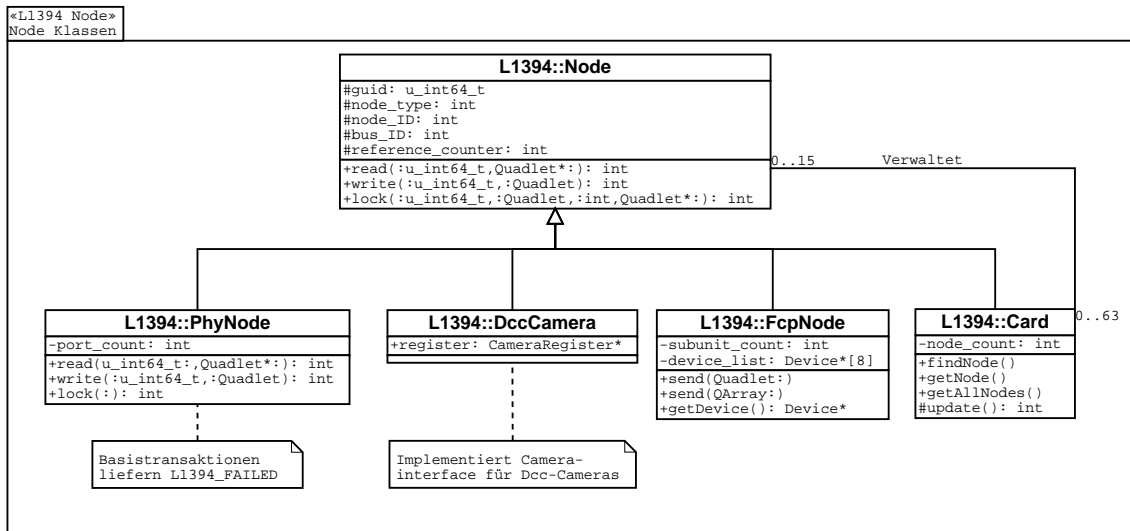 «L1394 Node»
Node Klassen
L1394::Node
#guid: u_int64_t
#node_type: int
#node_ID: int
#bus_ID: int
#reference_counter: int
+read(:u_int64_t,Quadlet*:): int
+write(:u_int64_t,:Quadlet): int
+lock(:u_int64_t,:Quadlet,:int,Quadlet*:): int
0..15
Verwaltet
0..63
L1394::PhyNode
-port_count: int
+read(u_int64_t:,Quadlet*:): int
+write(:u_int64_t,:Quadlet): int
+lock(:): int
L1394::DccCamera
+register: CameraRegister*
L1394::FcpNode
-subunit_count: int
-device_list: Device*[8]
+send(Quadlet:)
+send(QArray:)
+getDevice(): Device*
L1394::Card
-node_count: int
+findNode()
+getNode()
+getAllNodes()
#update(): int
Basistransaktionen
liefern L1394_FAILED
Implementiert Camera-
interface für Dcc-Cameras